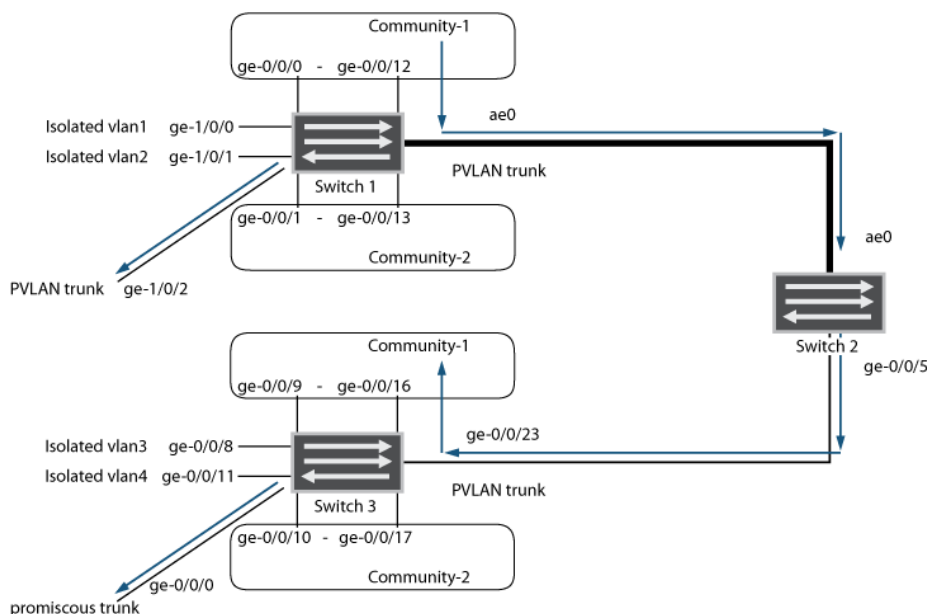 Community-1
ge-0/0/0 - ge-0/0/12
Isolated vlan1 ge-1/0/0
Isolated vlan2 ge-1/0/1
ae0
PVLAN trunk
Switch 1
ge-0/0/1 - ge-0/0/13
Community-2
ae0
PVLAN trunk ge-1/0/2
Switch 2
ge-0/0/5
Community-1
ge-0/0/9 - ge-0/0/16
Isolated vlan3 ge-0/0/8
Isolated vlan4 ge-0/0/11
ge-0/0/23
PVLAN trunk
Switch 3
ge-0/0/10 - ge-0/0/17
Community-2
ge-0/0/0
promiscous trunk